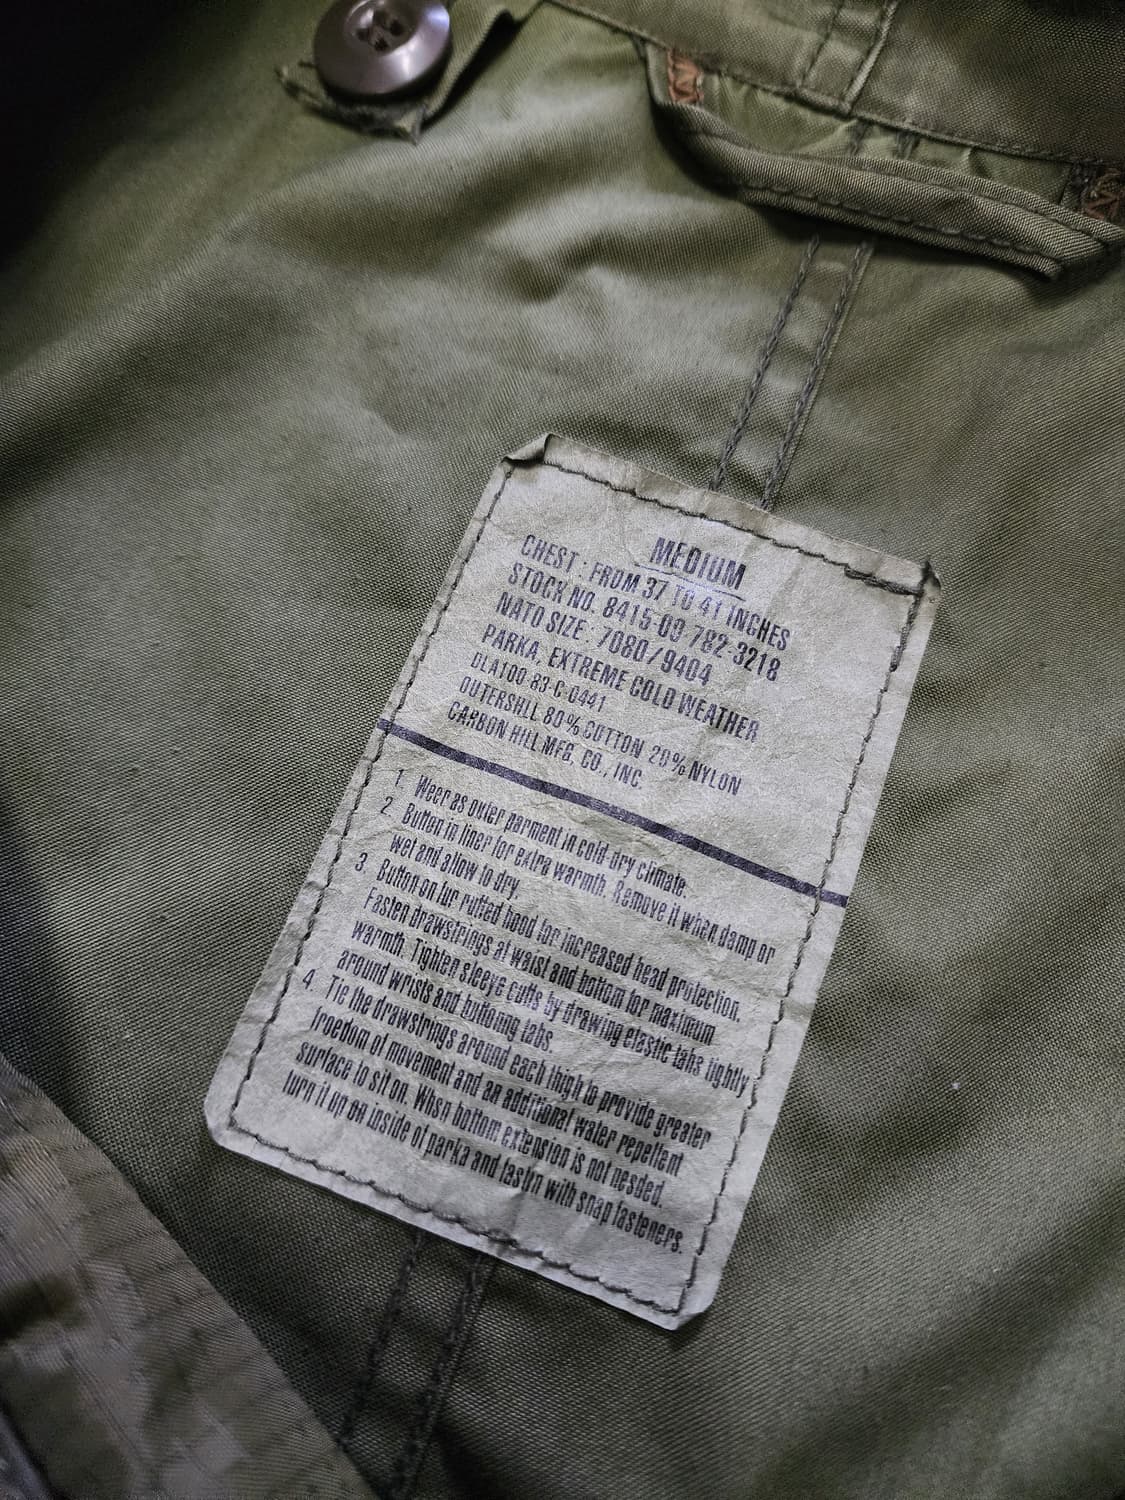 MEDIUM
CHEST : FROM 37 TO 41 INCHES
STOCK NO. 8415-00-782-3218
NATO SIZE : 7080/9404
PARKA, EXTREME COLD WEATHER
DLA100-83-C-0441
OUTERSHLL 80% COTTON 20% NYLON
CARBON HILL MFG. CO., INC.
1. Weer as outer parment in cold-dry climate.
2. Button in liner for extra warmth. Remove it when damp or
wet and allow to dry.
3. Button on fur ruffed hood for increased head protection.
Fasten drawstrings at waist and bottom for maximum
warmth. Tighten sleeve cuffs by drawing elastic tabs tightly
around wrists and buttoning tabs.
4. Tie the drawstrings around each thigh to provide greater
froedom of movement and an additional water repellent
surface to sit on. When bottom extension is not nesded.
turn it up on inside of parka and fasten with snap fasteners.